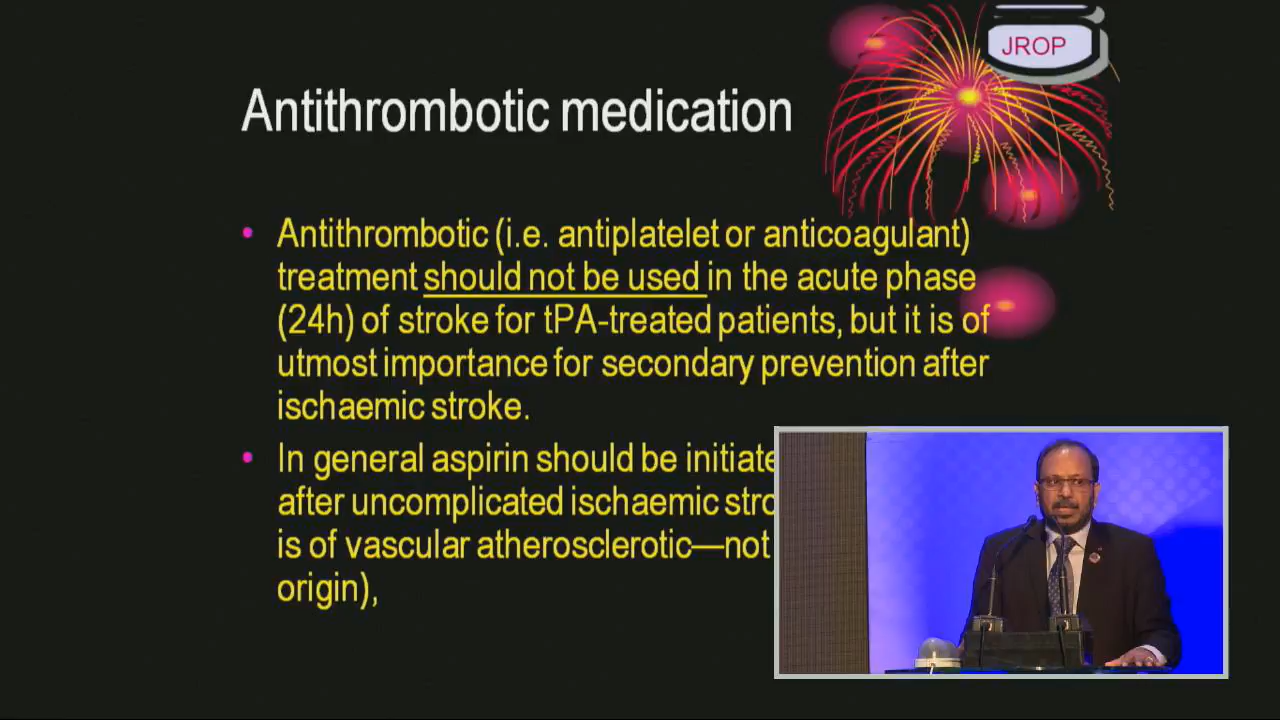 JROP
Antithrombotic medication
• Antithrombotic (i.e. antiplatelet or anticoagulant)
treatment should not be used in the acute phase
(24h) of stroke for tPA-treated patients, but it is of
utmost importance for secondary prevention after
ischaemic stroke.
• In general aspirin should be initiate
after uncomplicated ischaemic stro
is of vascular atherosclerotic—not
origin),